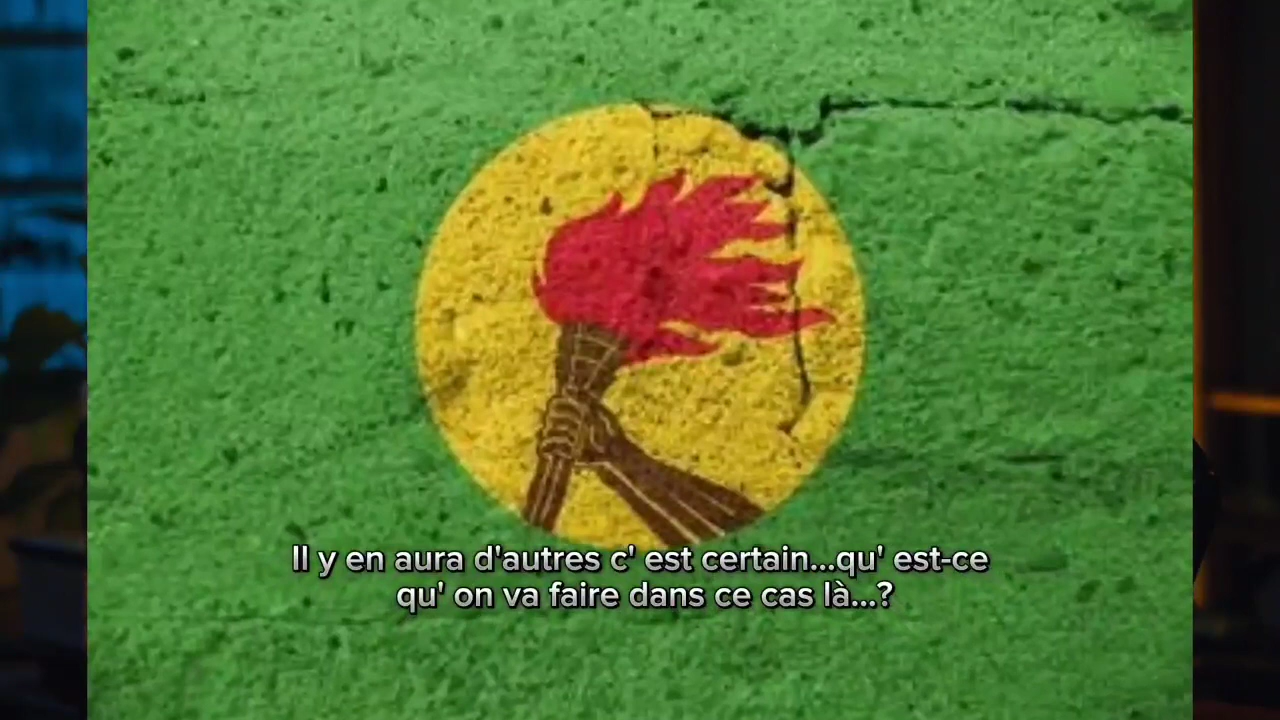 Il y en aura d'autres c' est certain...qu' est-ce
qu' on va faire dans ce cas là...?